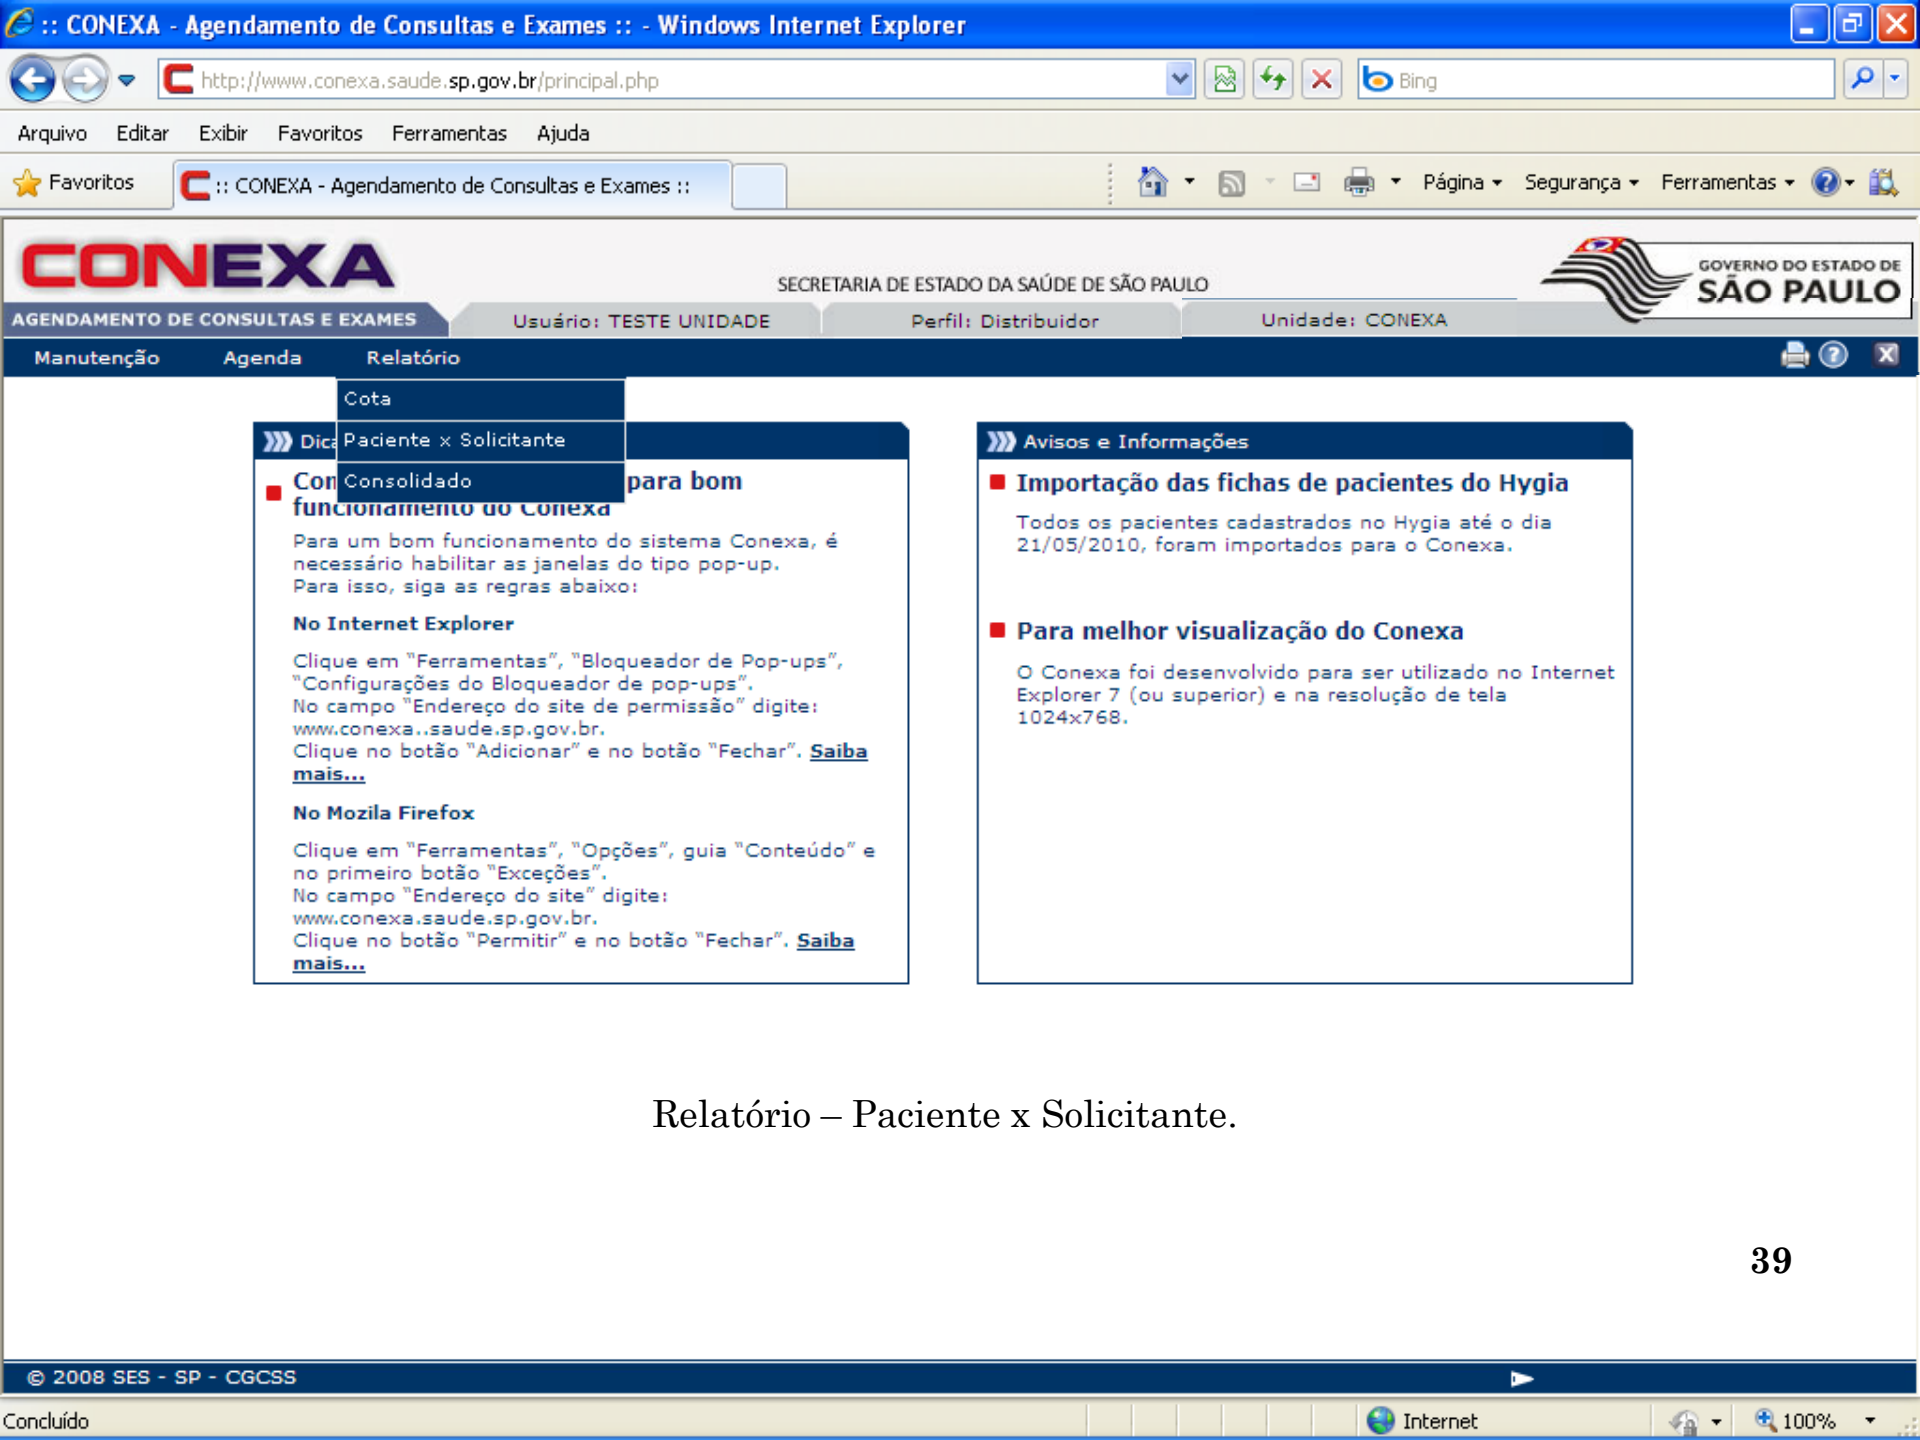 :: CONEXA - Agendamento de Consultas e Exames :: - Windows Internet Explorer
http://www.conexa.saude.sp.gov.br/principal.php
Bing
Arquivo Editar Exibir Favoritos Ferramentas Ajuda
Favoritos
:: CONEXA - Agendamento de Consultas e Exames ::
Página Segurança Ferramentas
CONEXA
SECRETARIA DE ESTADO DA SAÚDE DE SÃO PAULO
GOVERNO DO ESTADO DE
SÃO PAULO
AGENDAMENTO DE CONSULTAS E EXAMES
Usuário: TESTE UNIDADE
Perfil: Distribuidor
Unidade: CONEXA
Manutenção Agenda Relatório
Cota
Paciente x Solicitante
Consolidado
Dica
Con para bom
funcionamento do Conexa
Para um bom funcionamento do sistema Conexa, é
necessário habilitar as janelas do tipo pop-up.
Para isso, siga as regras abaixo:
No Internet Explorer
Clique em "Ferramentas", "Bloqueador de Pop-ups",
"Configurações do Bloqueador de pop-ups".
No campo "Endereço do site de permissão" digite:
www.conexa..saude.sp.gov.br.
Clique no botão "Adicionar" e no botão "Fechar". Saiba
mais...
No Mozila Firefox
Clique em "Ferramentas", "Opções", guia "Conteúdo" e
no primeiro botão "Exceções".
No campo "Endereço do site" digite:
www.conexa.saude.sp.gov.br.
Clique no botão "Permitir" e no botão "Fechar". Saiba
mais...
Avisos e Informações
Importação das fichas de pacientes do Hygia
Todos os pacientes cadastrados no Hygia até o dia
21/05/2010, foram importados para o Conexa.
Para melhor visualização do Conexa
O Conexa foi desenvolvido para ser utilizado no Internet
Explorer 7 (ou superior) e na resolução de tela
1024x768.
Relatório – Paciente x Solicitante.
39
© 2008 SES - SP - CGCSS
Concluído
Internet
100%